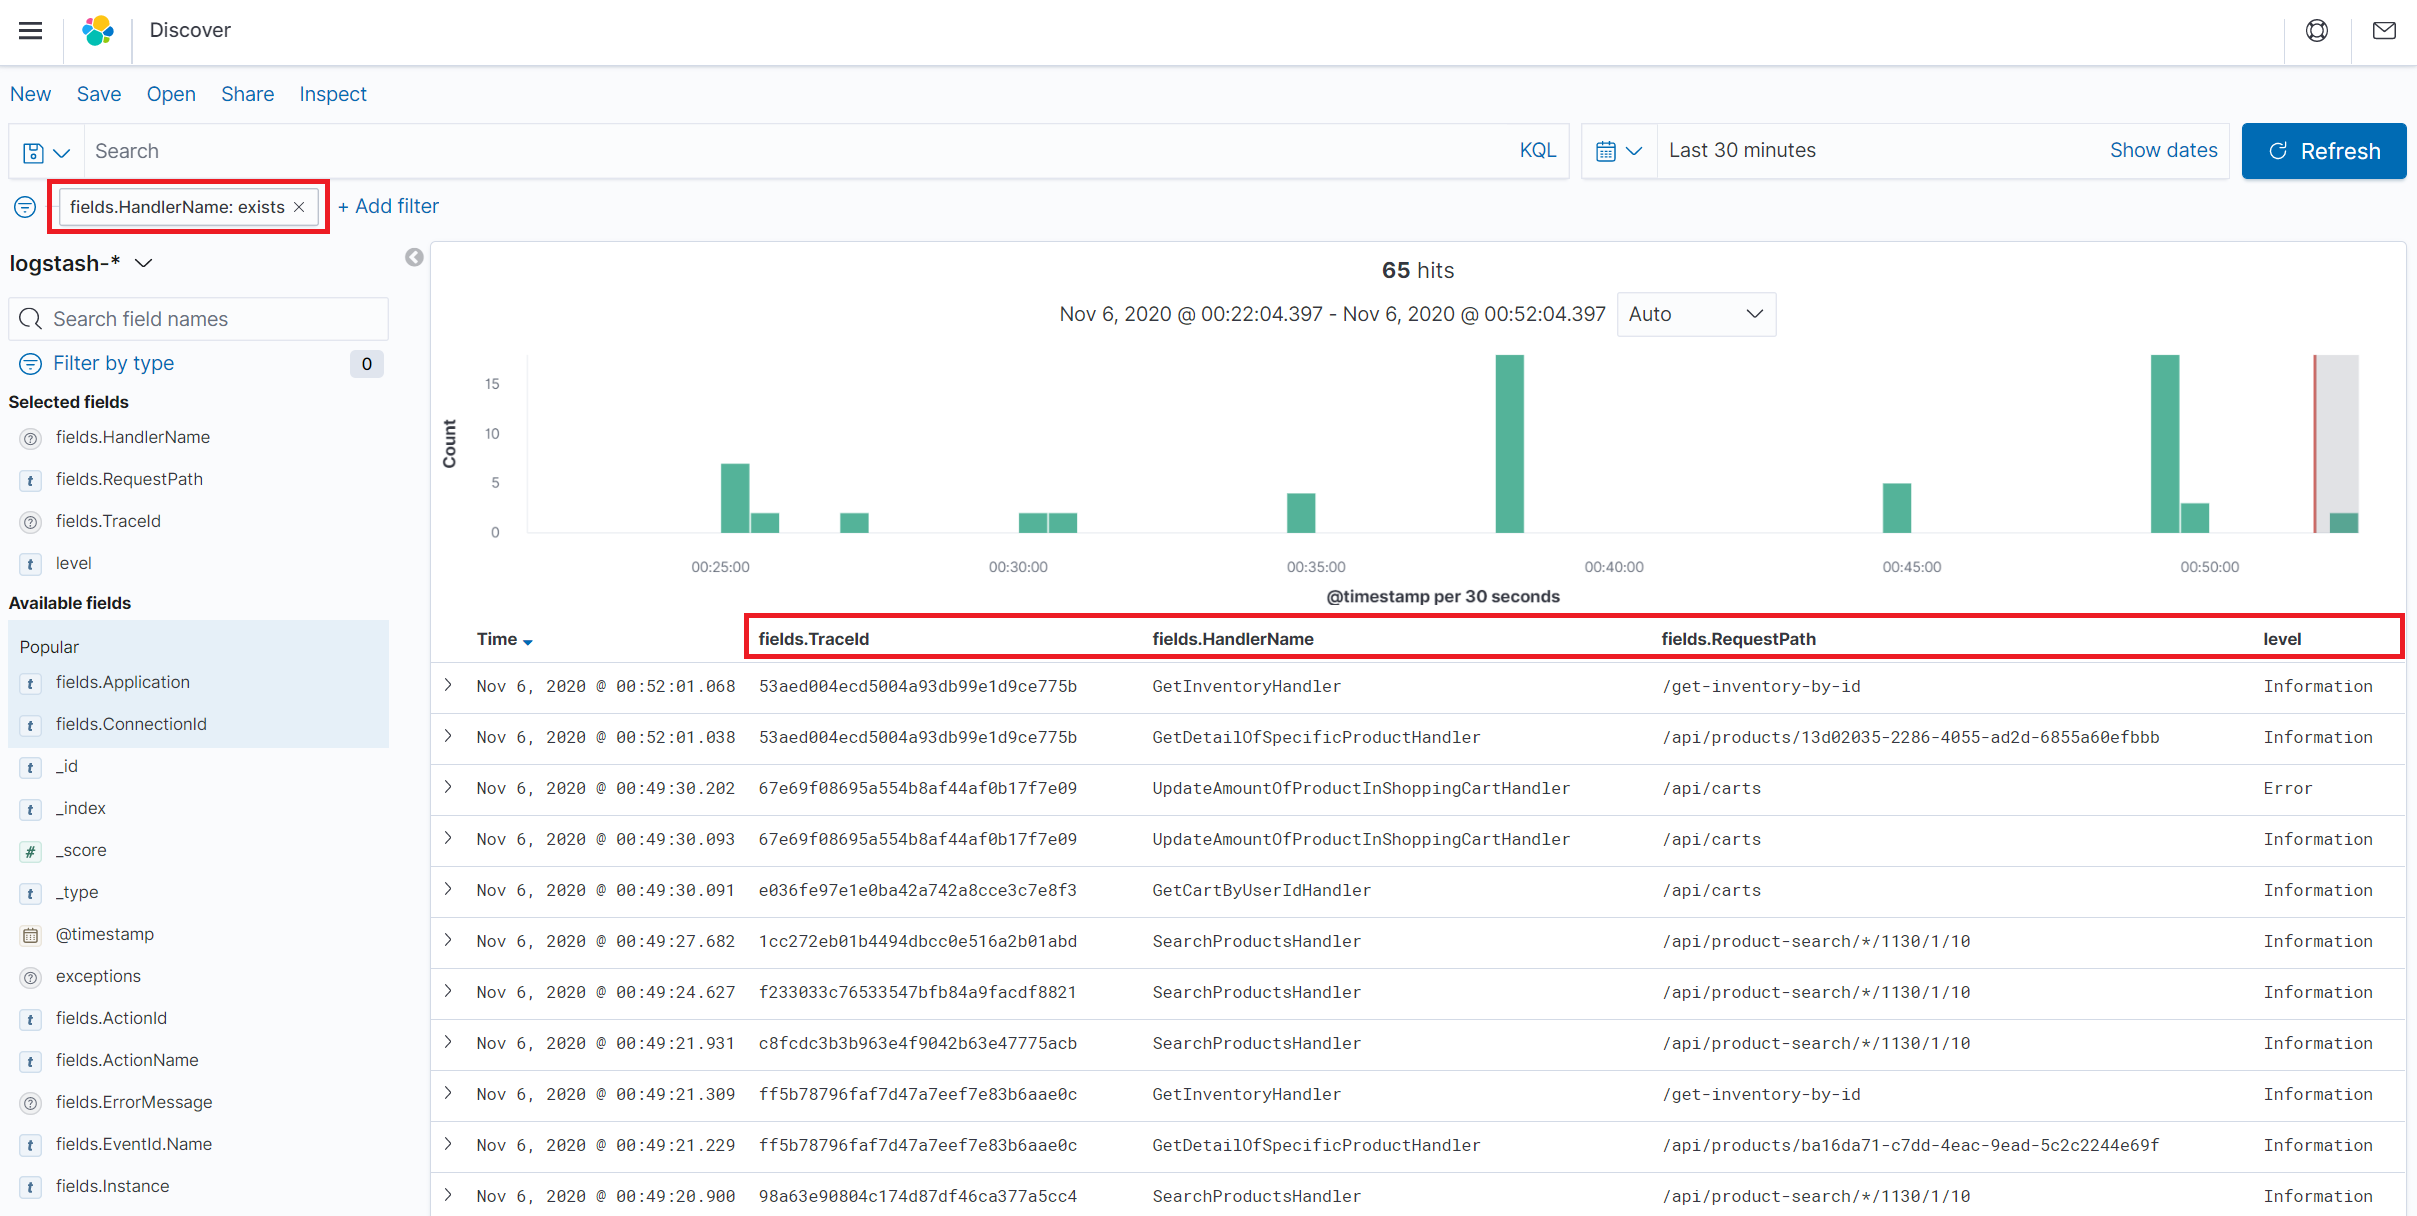 Discover
New Save Open Share Inspect
Search KQL Last 30 minutes Show dates Refresh
fields.HandlerName: exists × + Add filter
logstash-*
Search field names
Filter by type 0
Selected fields
? fields.HandlerName
t fields.RequestPath
? fields.TraceId
t level
Available fields
Popular
t fields.Application
t fields.ConnectionId
t _id
t _index
# _score
t _type
@timestamp
? exceptions
t fields.ActionId
t fields.ActionName
? fields.ErrorMessage
t fields.EventId.Name
t fields.Instance
65 hits
Nov 6, 2020 @ 00:22:04.397 - Nov 6, 2020 @ 00:52:04.397 Auto
Count
15
10
5
0
00:25:00 00:30:00 00:35:00 00:40:00 00:45:00 00:50:00
@timestamp per 30 seconds
Time fields.TraceId fields.HandlerName fields.RequestPath level
Nov 6, 2020 @ 00:52:01.068 53aed004ecd5004a93db99e1d9ce775b GetInventoryHandler /get-inventory-by-id Information
Nov 6, 2020 @ 00:52:01.038 53aed004ecd5004a93db99e1d9ce775b GetDetailOfSpecificProductHandler /api/products/13d02035-2286-4055-ad2d-6855a60efbbb Information
Nov 6, 2020 @ 00:49:30.202 67e69f08695a554b8af44af0b17f7e09 UpdateAmountOfProductInShoppingCartHandler /api/carts Error
Nov 6, 2020 @ 00:49:30.093 67e69f08695a554b8af44af0b17f7e09 UpdateAmountOfProductInShoppingCartHandler /api/carts Information
Nov 6, 2020 @ 00:49:30.091 e036fe97e1e0ba42a742a8cce3c7e8f3 GetCartByUserIdHandler /api/carts Information
Nov 6, 2020 @ 00:49:27.682 1cc272eb01b4494dbcc0e516a2b01abd SearchProductsHandler /api/product-search/*/1130/1/10 Information
Nov 6, 2020 @ 00:49:24.627 f233033c76533547bfb84a9facdf8821 SearchProductsHandler /api/product-search/*/1130/1/10 Information
Nov 6, 2020 @ 00:49:21.931 c8fcdc3b3b963e4f9042b63e47775acb SearchProductsHandler /api/product-search/*/1130/1/10 Information
Nov 6, 2020 @ 00:49:21.309 ff5b78796faf7d47a7eef7e83b6aae0c GetInventoryHandler /get-inventory-by-id Information
Nov 6, 2020 @ 00:49:21.229 ff5b78796faf7d47a7eef7e83b6aae0c GetDetailOfSpecificProductHandler /api/products/ba16da71-c7dd-4eac-9ead-5c2c2244e69f Information
Nov 6, 2020 @ 00:49:20.900 98a63e90804c174d87df46ca377a5cc4 SearchProductsHandler /api/product-search/*/1130/1/10 Information